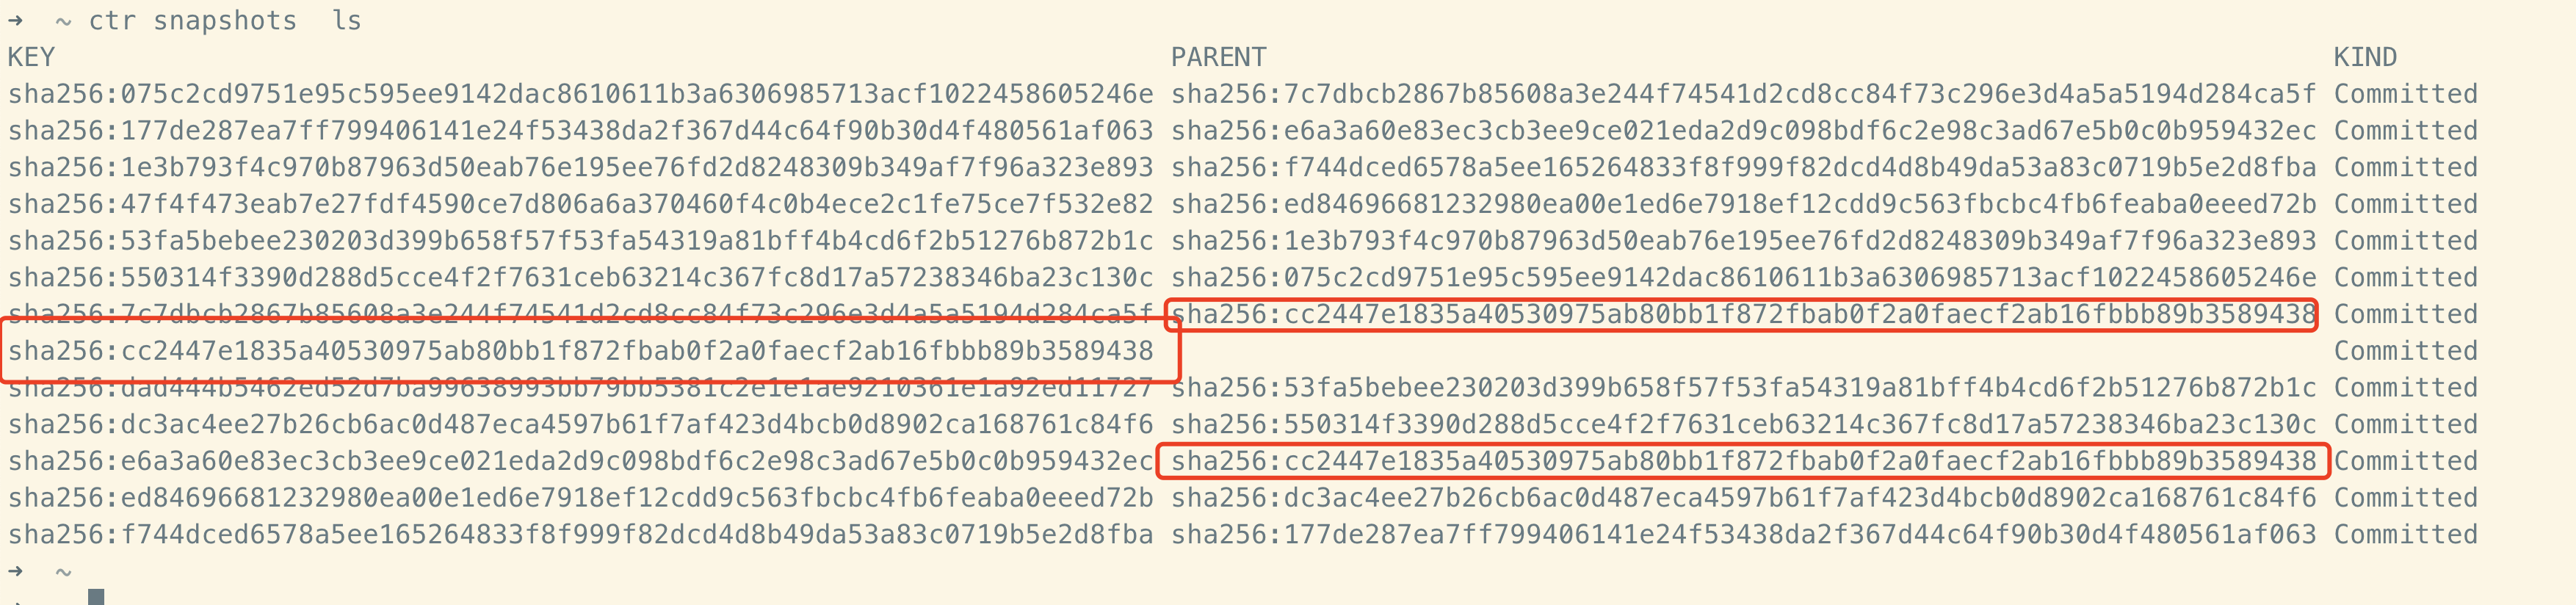 → ~ ctr snapshots ls
KEY PARENT KIND
sha256:075c2cd9751e95c595ee9142dac8610611b3a6306985713acf1022458605246e sha256:7c7dbcb2867b85608a3e244f74541d2cd8cc84f73c296e3d4a5a5194d284ca5f Committed
sha256:177de287ea7ff799406141e24f53438da2f367d44c64f90b30d4f480561af063 sha256:e6a3a60e83ec3cb3ee9ce021eda2d9c098bdf6c2e98c3ad67e5b0c0b959432ec Committed
sha256:1e3b793f4c970b87963d50eab76e195ee76fd2d8248309b349af7f96a323e893 sha256:f744dced6578a5ee165264833f8f999f82dcd4d8b49da53a83c0719b5e2d8fba Committed
sha256:47f4f473eab7e27fdf4590ce7d806a6a370460f4c0b4ece2c1fe75ce7f532e82 sha256:ed84696681232980ea00e1ed6e7918ef12cdd9c563fbcbc4fb6feaba0eeed72b Committed
sha256:53fa5bebee230203d399b658f57f53fa54319a81bff4b4cd6f2b51276b872b1c sha256:1e3b793f4c970b87963d50eab76e195ee76fd2d8248309b349af7f96a323e893 Committed
sha256:550314f3390d288d5cce4f2f7631ceb63214c367fc8d17a57238346ba23c130c sha256:075c2cd9751e95c595ee9142dac8610611b3a6306985713acf1022458605246e Committed
sha256:7c7dbcb2867b85608a3e244f74541d2cd8cc84f73c296e3d4a5a5194d284ca5f sha256:cc2447e1835a40530975ab80bb1f872fbab0f2a0faecf2ab16fbbb89b3589438 Committed
sha256:cc2447e1835a40530975ab80bb1f872fbab0f2a0faecf2ab16fbbb89b3589438 Committed
sha256:dad444b5462ed52d7ba99638993bb79bb5381c2e1e1ae9210361e1a92ed11727 sha256:53fa5bebee230203d399b658f57f53fa54319a81bff4b4cd6f2b51276b872b1c Committed
sha256:dc3ac4ee27b26cb6ac0d487eca4597b61f7af423d4bcb0d8902ca168761c84f6 sha256:550314f3390d288d5cce4f2f7631ceb63214c367fc8d17a57238346ba23c130c Committed
sha256:e6a3a60e83ec3cb3ee9ce021eda2d9c098bdf6c2e98c3ad67e5b0c0b959432ec sha256:cc2447e1835a40530975ab80bb1f872fbab0f2a0faecf2ab16fbbb89b3589438 Committed
sha256:ed84696681232980ea00e1ed6e7918ef12cdd9c563fbcbc4fb6feaba0eeed72b sha256:dc3ac4ee27b26cb6ac0d487eca4597b61f7af423d4bcb0d8902ca168761c84f6 Committed
sha256:f744dced6578a5ee165264833f8f999f82dcd4d8b49da53a83c0719b5e2d8fba sha256:177de287ea7ff799406141e24f53438da2f367d44c64f90b30d4f480561af063 Committed
→ ~